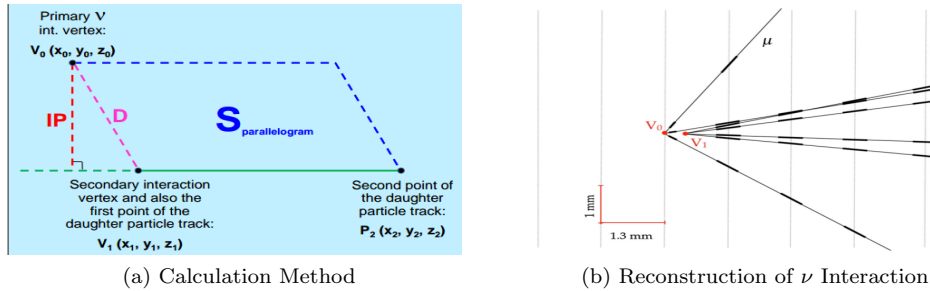 Primary ν
int. vertex:
V₀ (x₀, y₀, z₀)
IP
D
S parallelogram
Secondary interaction
vertex and also the
first point of the
daughter particle track:
V₁ (x₁, y₁, z₁)
Second point of
the daughter
particle track:
P₂ (x₂, y₂, z₂)
(a) Calculation Method
μ
V₀
V₁
1 mm
1.3 mm
(b) Reconstruction of ν Interaction